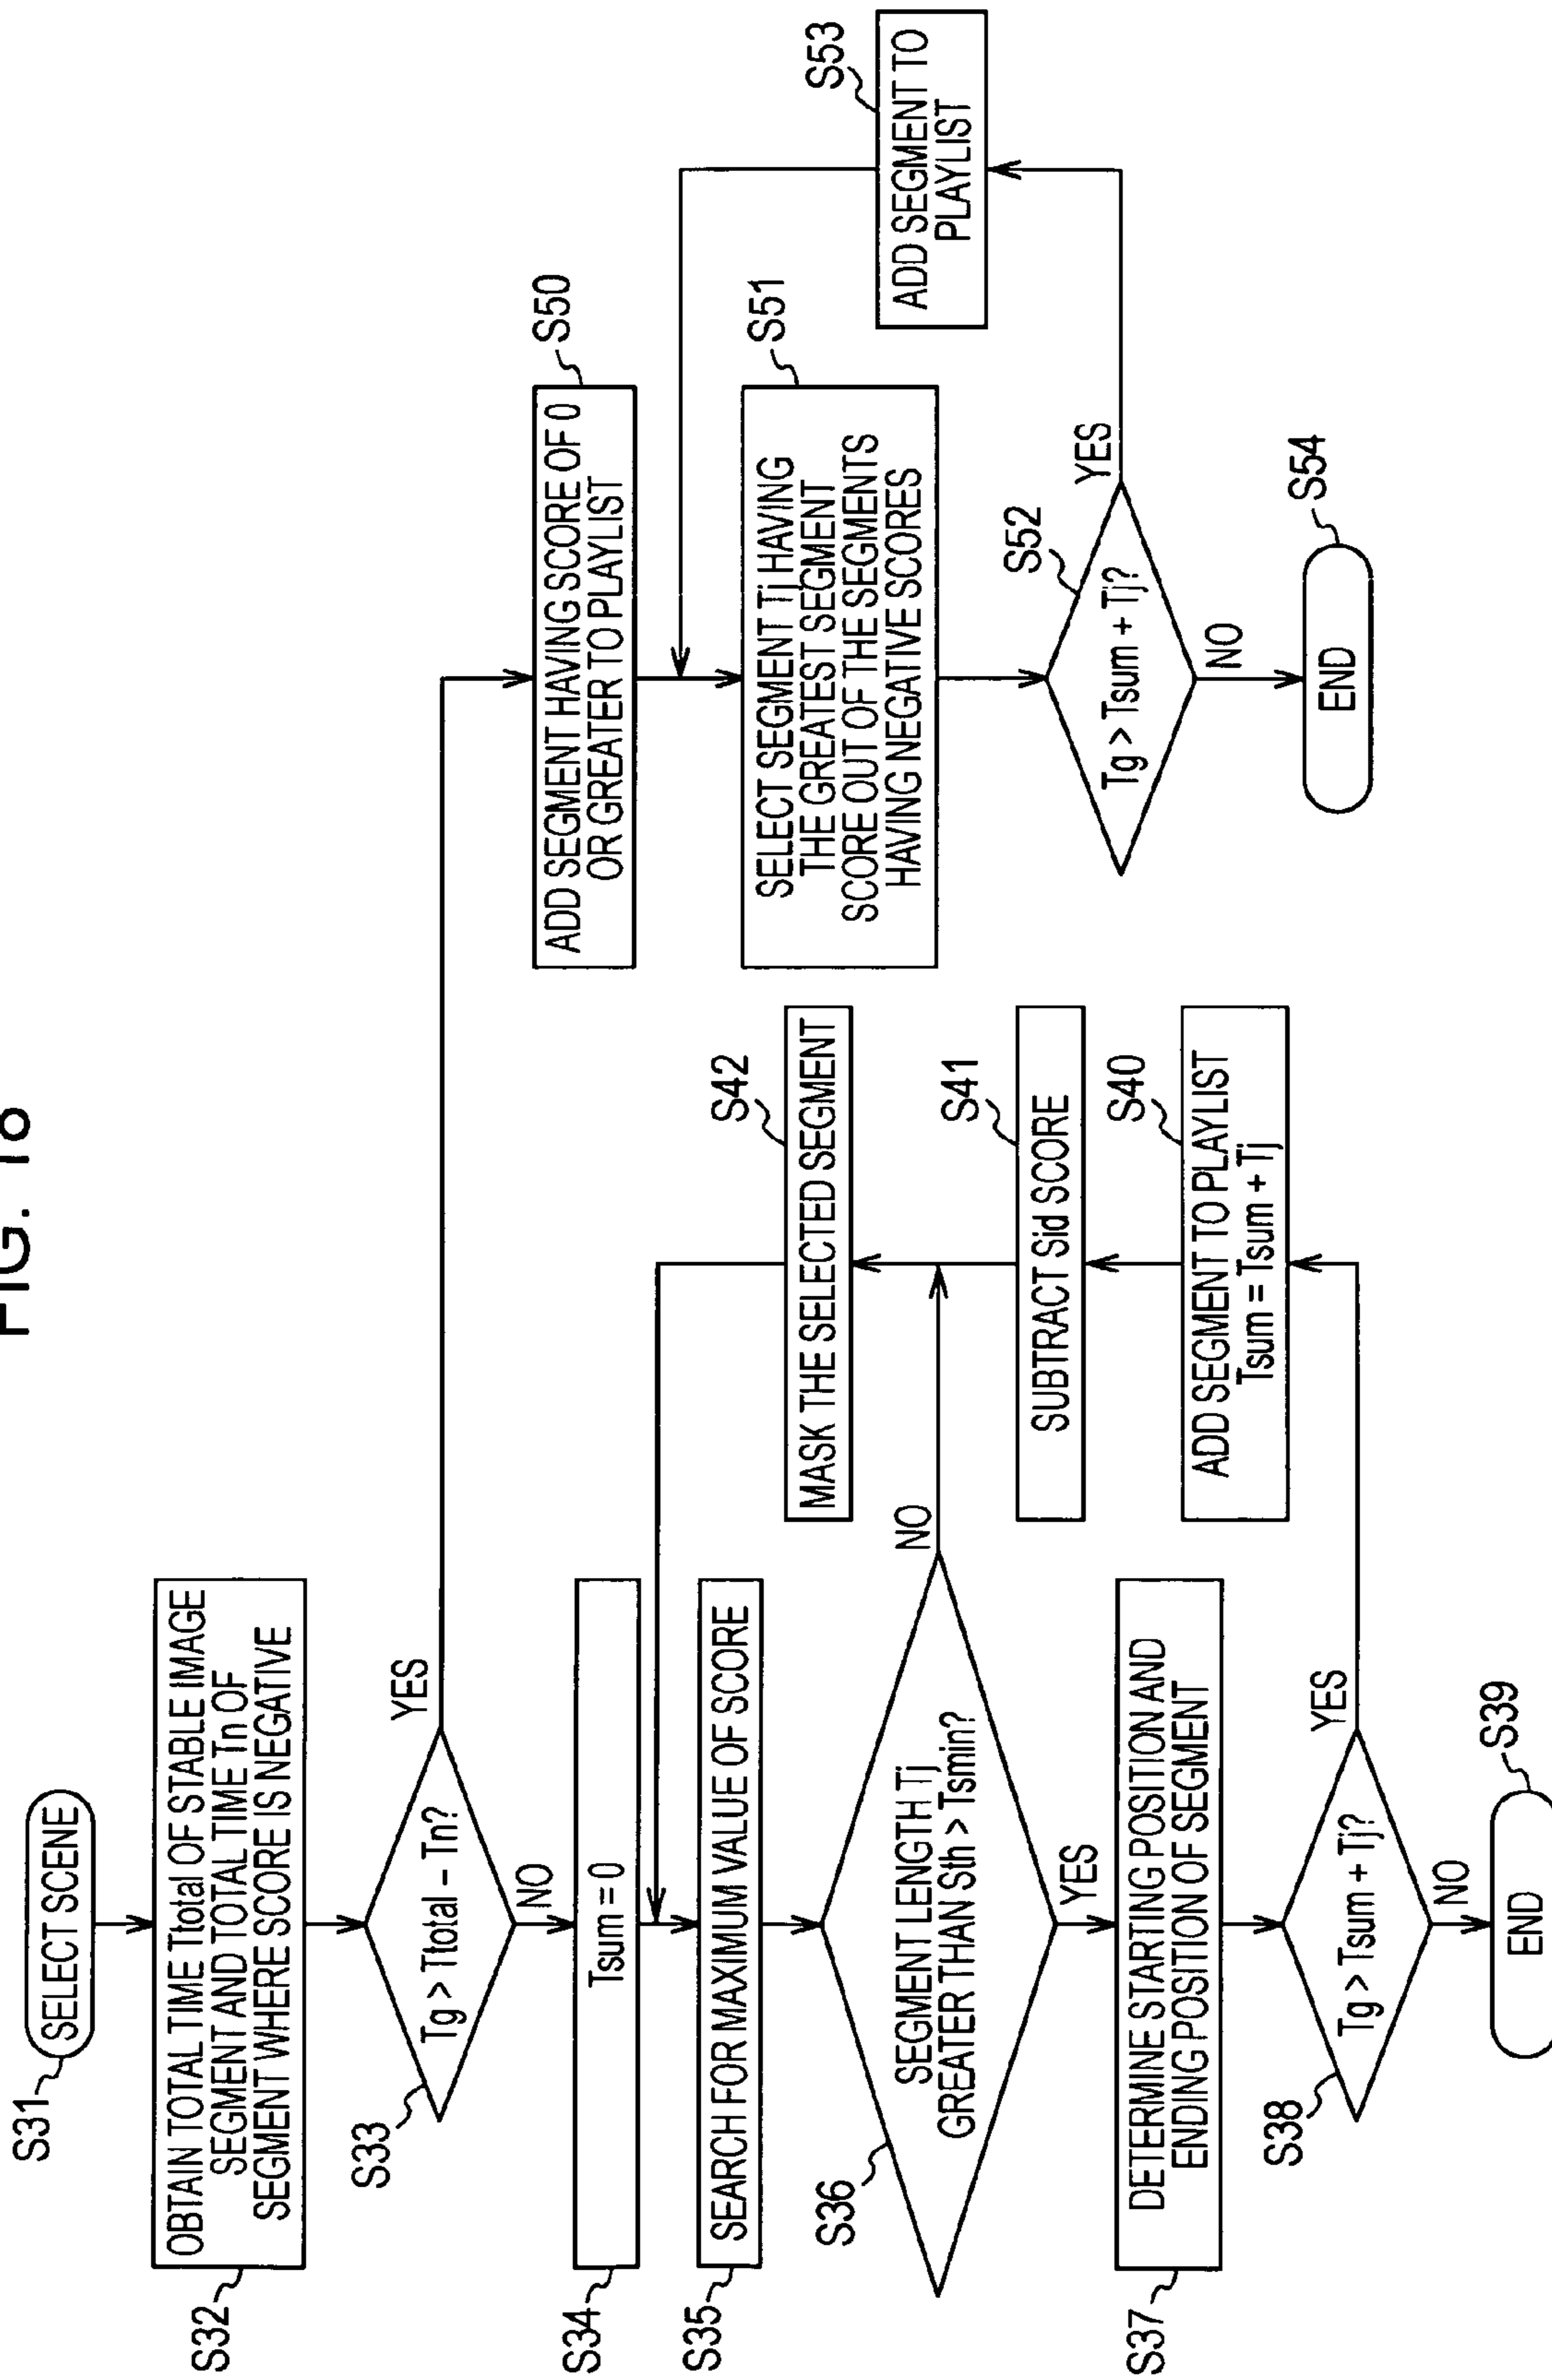 FIG. 18
S31
SELECT SCENE
S32
OBTAIN TOTAL TIME Ttotal OF STABLE IMAGE
SEGMENT AND TOTAL TIME Tn OF
SEGMENT WHERE SCORE IS NEGATIVE
S33
Tg > Ttotal – Tn?
YES
NO
S34
Tsum = 0
S35
SEARCH FOR MAXIMUM VALUE OF SCORE
S36
SEGMENT LENGTH Tj
GREATER THAN Sth > Tsmin?
NO
YES
S37
DETERMINE STARTING POSITION AND
ENDING POSITION OF SEGMENT
S38
Tg > Tsum + Tj?
YES
NO
S39
END
S42
MASK THE SELECTED SEGMENT
S41
SUBTRACT Sid SCORE
S40
ADD SEGMENT TO PLAYLIST
Tsum = Tsum + Tj
S50
ADD SEGMENT HAVING SCORE OF 0
OR GREATER TO PLAYLIST
S51
SELECT SEGMENT Tj HAVING
THE GREATEST SEGMENT
SCORE OUT OF THE SEGMENTS
HAVING NEGATIVE SCORES
S52
Tg > Tsum + Tj?
YES
NO
S53
ADD SEGMENT TO
PLAYLIST
S54
END